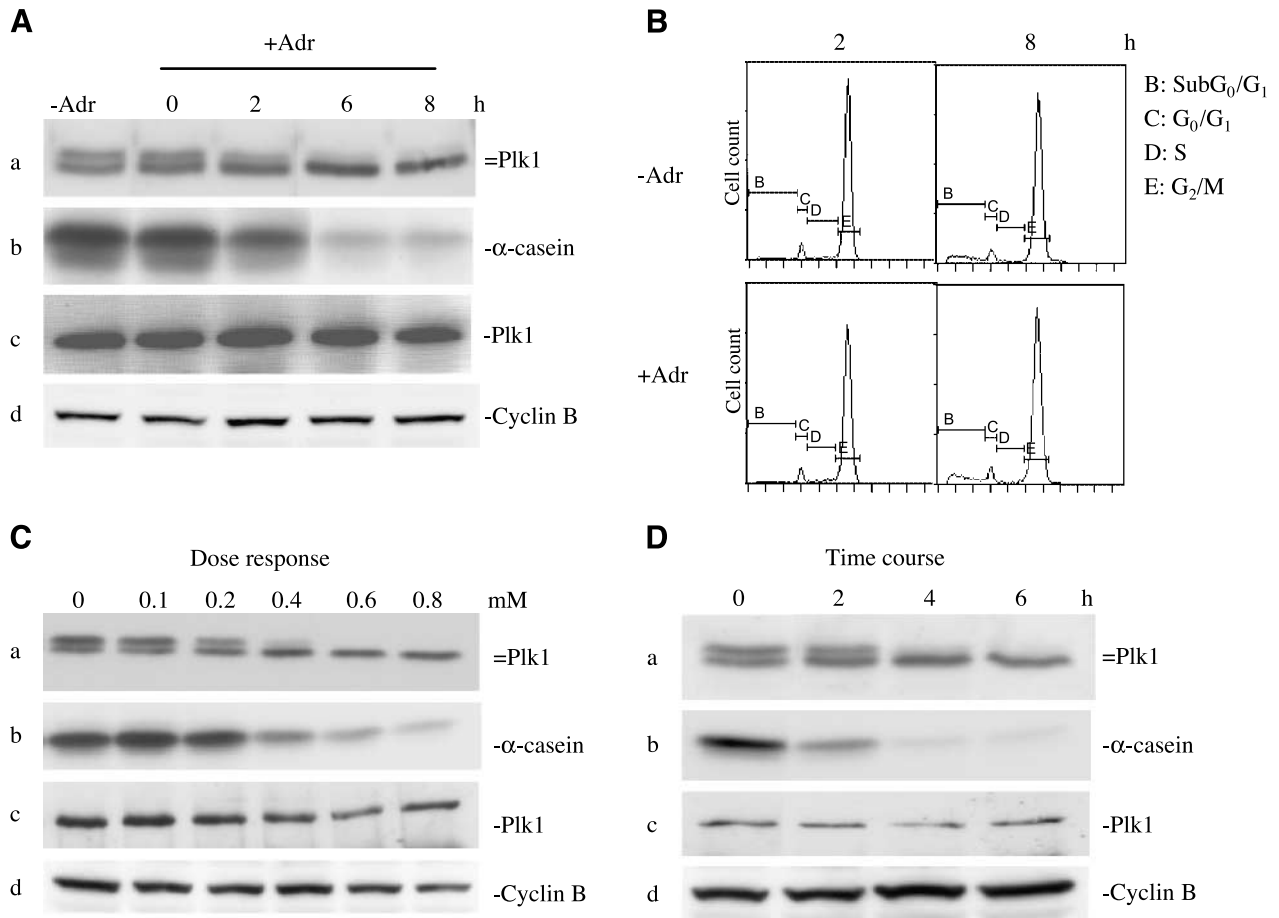 A
+Adr
-Adr 0 2 6 8 h
a =Plk1
b -α-casein
c -Plk1
d -Cyclin B
B
2 8 h
-Adr
Cell count
B C D E
B C D E
B: SubG₀/G₁
C: G₀/G₁
D: S
E: G₂/M
+Adr
Cell count
B C D E
B C D E
C
Dose response
0 0.1 0.2 0.4 0.6 0.8 mM
a =Plk1
b -α-casein
c -Plk1
d -Cyclin B
D
Time course
0 2 4 6 h
a =Plk1
b -α-casein
c -Plk1
d -Cyclin B